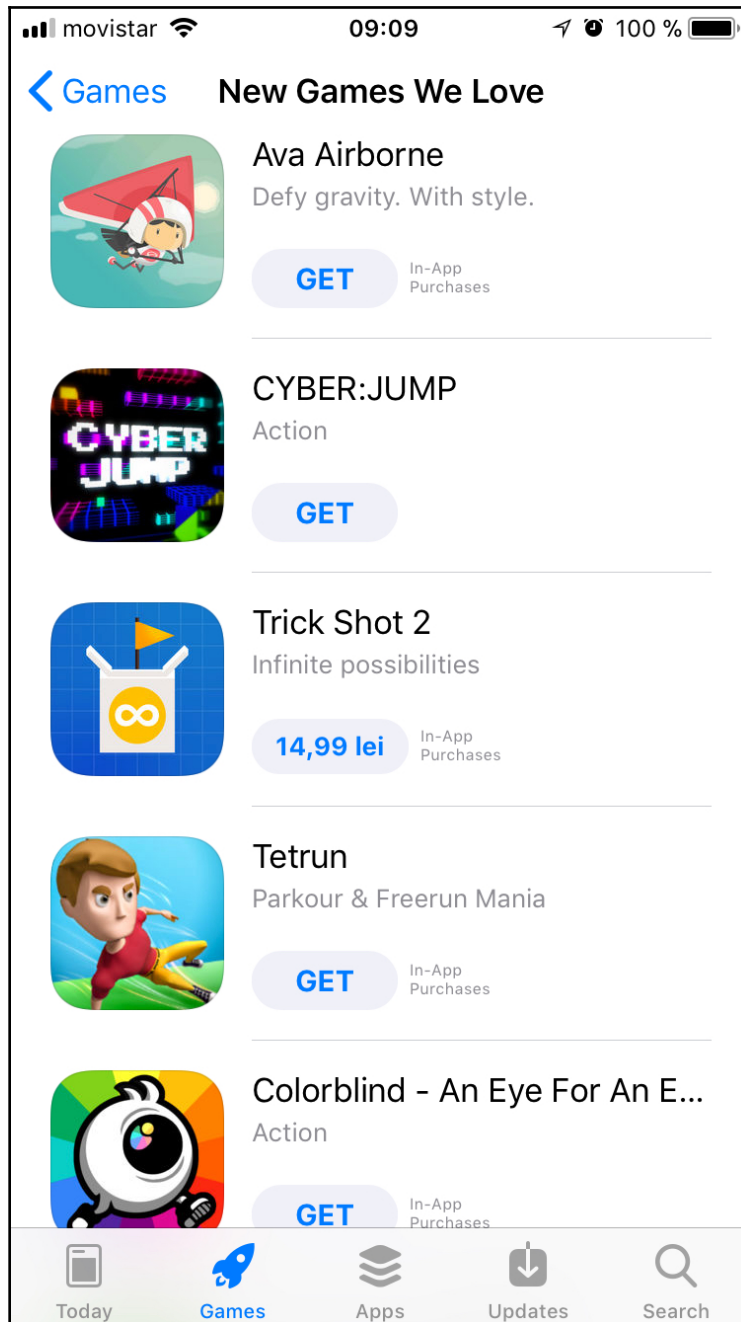 movistar 09:09 100 %
Games New Games We Love
Ava Airborne
Defy gravity. With style.
GET In-App
Purchases
CYBER
JUMP
CYBER:JUMP
Action
GET
Trick Shot 2
Infinite possibilities
14,99 lei In-App
Purchases
Tetrun
Parkour & Freerun Mania
GET In-App
Purchases
Colorblind - An Eye For An E...
Action
GET In-App
Purchases
Today Games Apps Updates Search